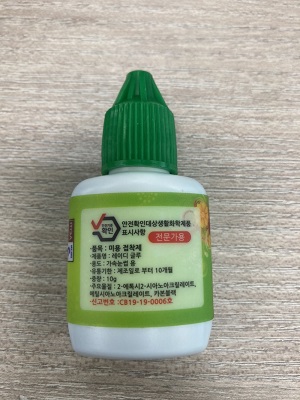 안전확인대상생활화학제품
표시사항
확인
전문가용
·품목 : 미용 접착제
·제품명 : 레이디 글루
·용도 : 가속눈썹 용
·유통기한 : 제조일로 부터 10개월
·중량 : 10g
·주요물질 : 2-에톡시2-시아노아크릴레이트,
메틸시아노아크릴레이트, 카본블랙
·신고번호 :CB19-19-0006호